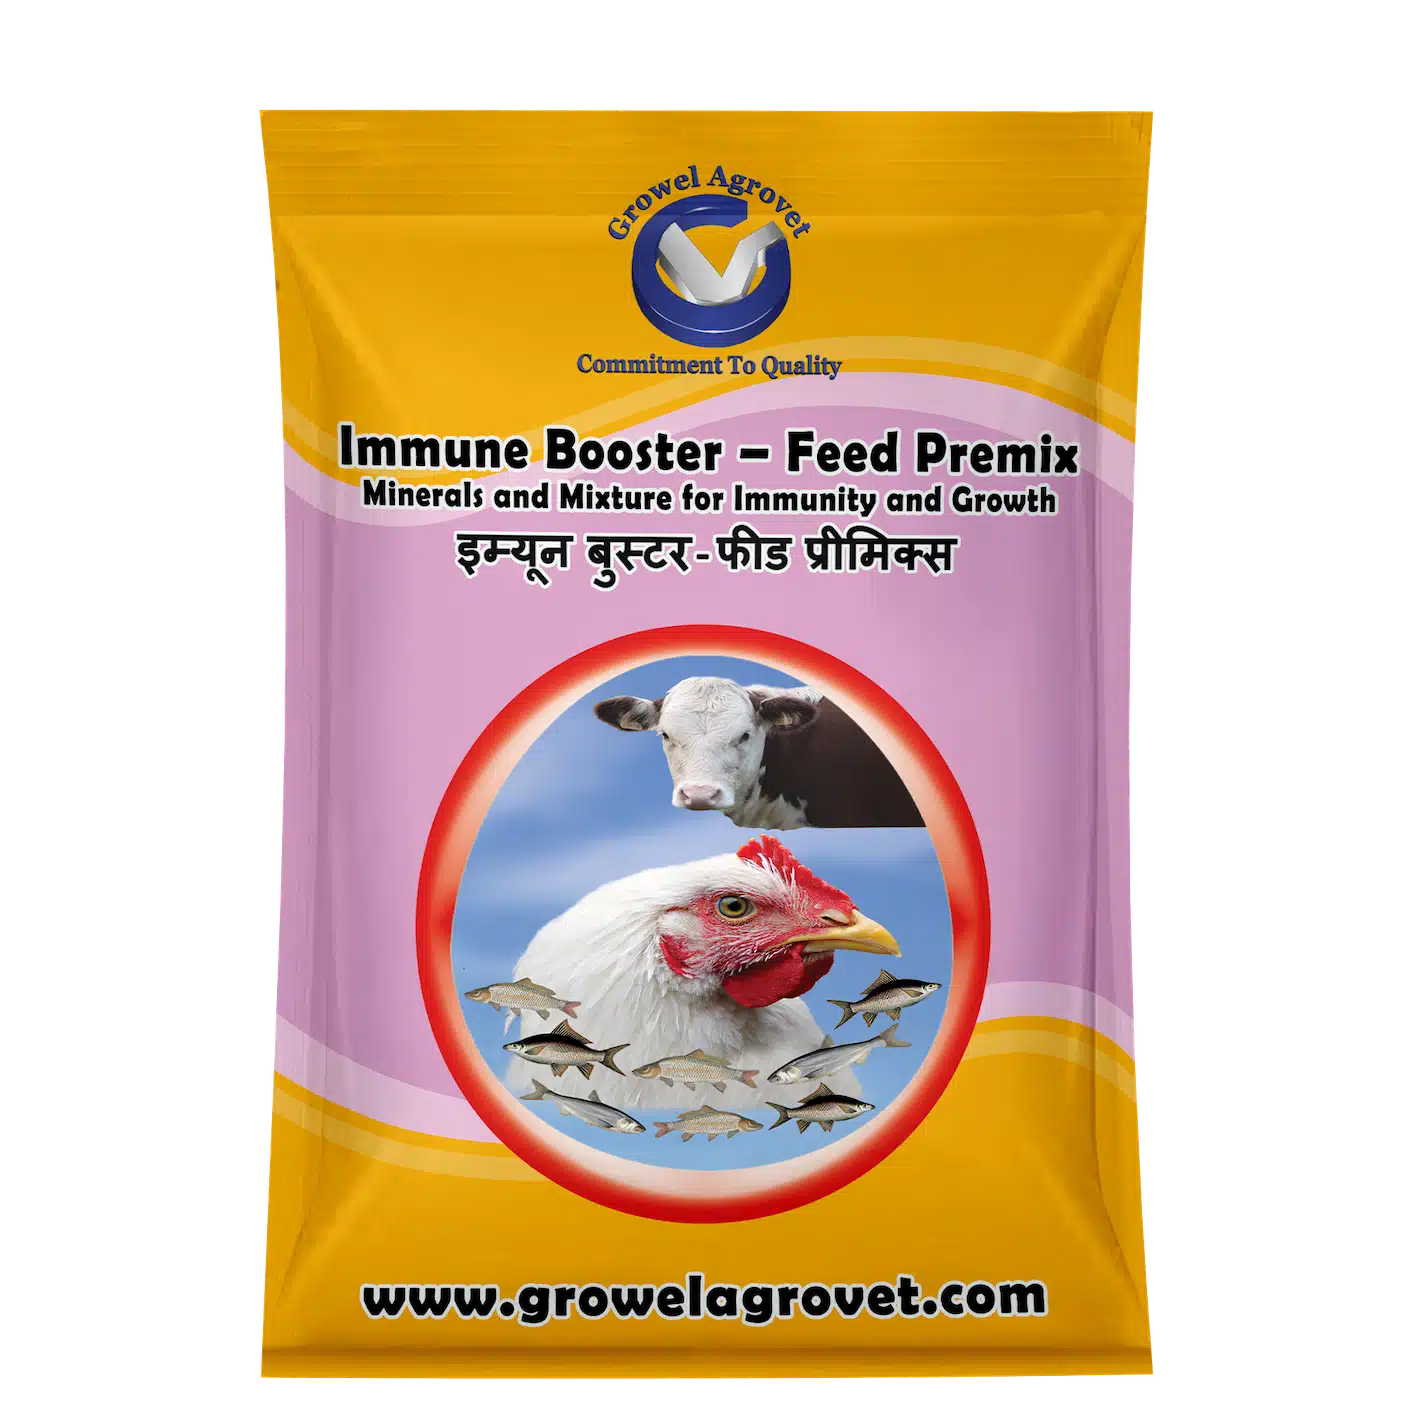 Growel Agrovet
Commitment To Quality
Immune Booster – Feed Premix
Minerals and Mixture for Immunity and Growth
इम्यून बुस्टर-फीड प्रीमिक्स
www.growelagrovet.com